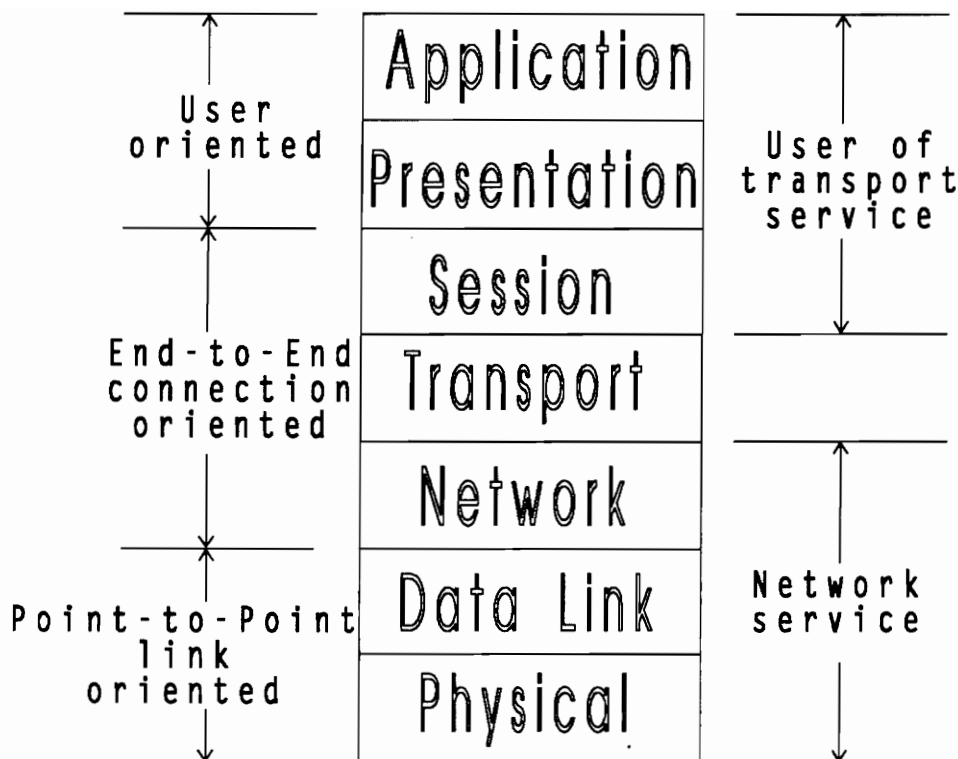 Application
User
oriented
Presentation
User of
transport
service
Session
End-to-End
connection
oriented
Transport
Network
Point-to-Point
link
oriented
Data Link
Network
service
Physical